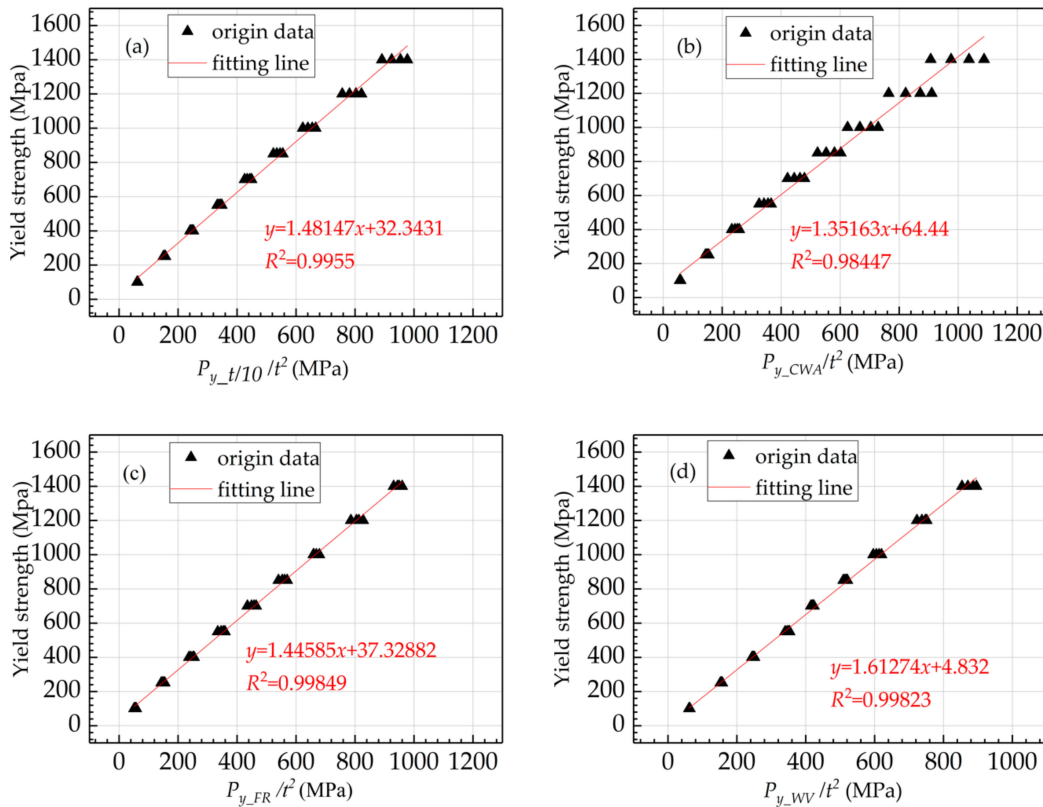 (a)
origin data
fitting line
1600
1400
1200
1000
800
600
400
200
0
Yield strength (Mpa)
y=1.48147x+32.3431
R²=0.9955
0 200 400 600 800 1000 1200
P_y_t/10/t² (MPa)
(b)
origin data
fitting line
1600
1400
1200
1000
800
600
400
200
0
Yield strength (Mpa)
y=1.35163x+64.44
R²=0.98447
0 200 400 600 800 1000 1200
P_y_CWA/t² (MPa)
(c)
origin data
fitting line
1600
1400
1200
1000
800
600
400
200
0
Yield strength (Mpa)
y=1.44585x+37.32882
R²=0.99849
0 200 400 600 800 1000 1200
P_y_FR/t² (MPa)
(d)
origin data
fitting line
1600
1400
1200
1000
800
600
400
200
0
Yield strength (Mpa)
y=1.61274x+4.832
R²=0.99823
0 200 400 600 800 1000
P_y_WV/t² (MPa)